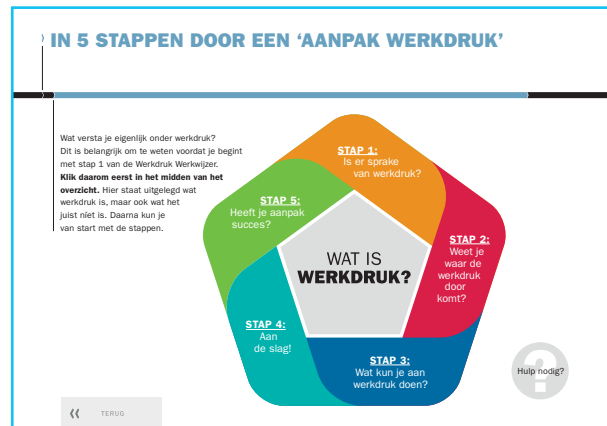 IN 5 STAPPEN DOOR EEN ‘AANPAK WERKDRUK’
Wat versta je eigenlijk onder werkdruk?
Dit is belangrijk om te weten voordat je begint
met stap 1 van de Werkdruk Werkwijzer.
Klik daarom eerst in het midden van het
overzicht. Hier staat uitgelegd wat
werkdruk is, maar ook wat het
juist níet is. Daarna kun je
van start met de stappen.
STAP 1:
Is er sprake
van werkdruk?
STAP 2:
Weet je
waar de
werkdruk
door
komt?
STAP 3:
Wat kun je aan
werkdruk doen?
STAP 4:
Aan
de slag!
STAP 5:
Heeft je aanpak
succes?
WAT IS
WERKDRUK?
?
Hulp nodig?
TERUG